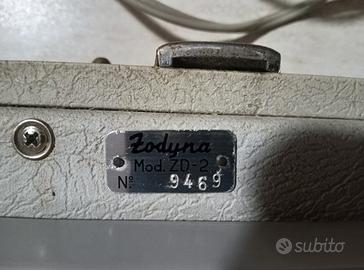 Zodyna
Mod. ZD-2
Nº 9469
subito